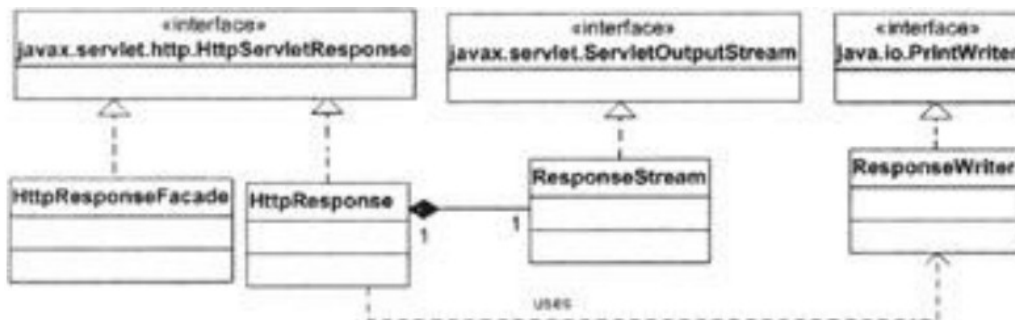 «interface»
javax.servlet.http.HttpServletResponse
«interface»
javax.servlet.ServletOutputStream
«interface»
java.io.PrintWriter
HttpResponseFacade
HttpResponse
ResponseStream
ResponseWriter
1
1
uses